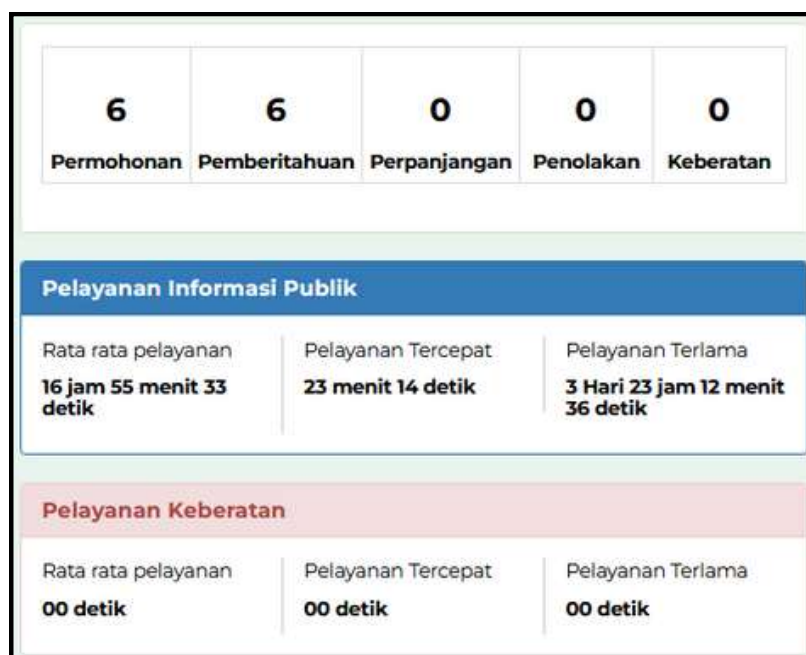 6 6 0 0 0
Permohonan Pemberitahuan Perpanjangan Penolakan Keberatan
Pelayanan Informasi Publik
Rata rata pelayanan Pelayanan Tercepat Pelayanan Terlama
16 jam 55 menit 33 detik 23 menit 14 detik 3 Hari 23 jam 12 menit 36 detik
Pelayanan Keberatan
Rata rata pelayanan Pelayanan Tercepat Pelayanan Terlama
00 detik 00 detik 00 detik